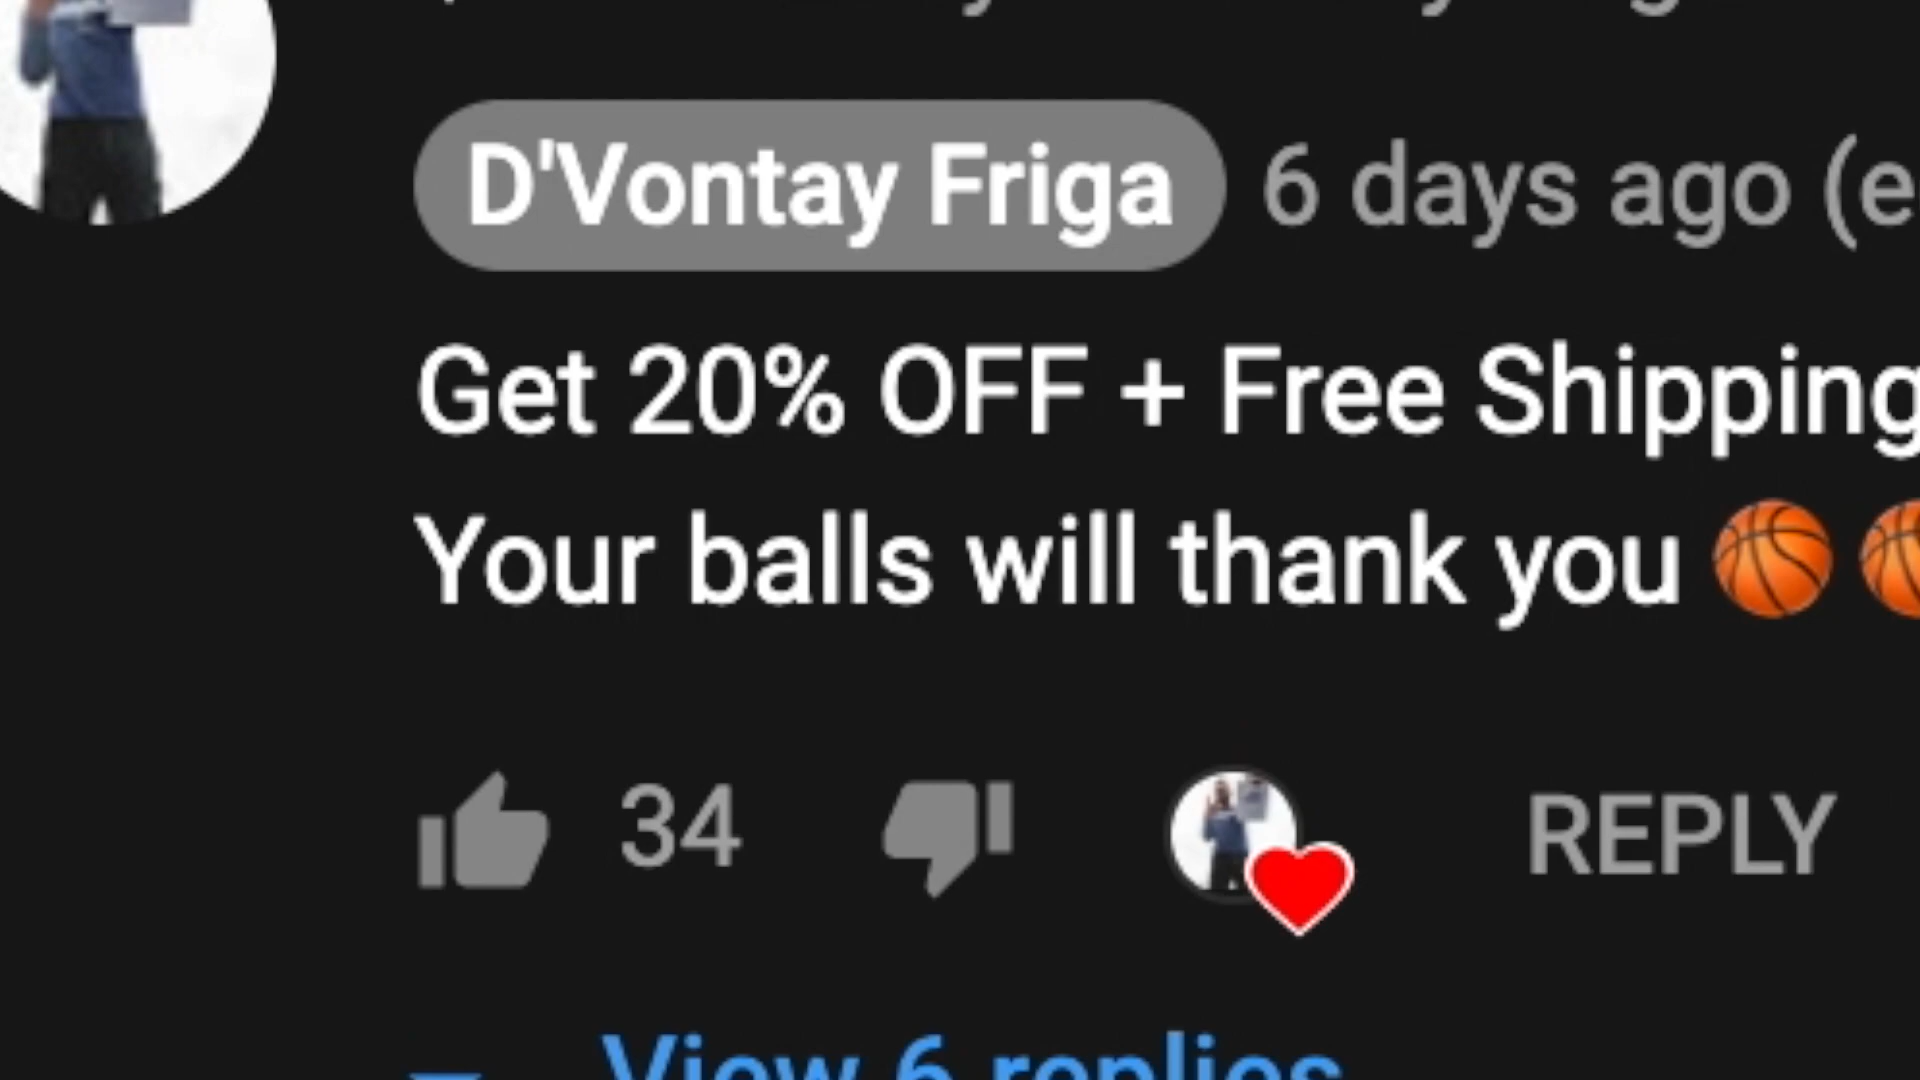 D'Vontay Friga 6 days ago (e
Get 20% OFF + Free Shipping
Your balls will thank you 🏀 🏀
34 REPLY
View 6 replies